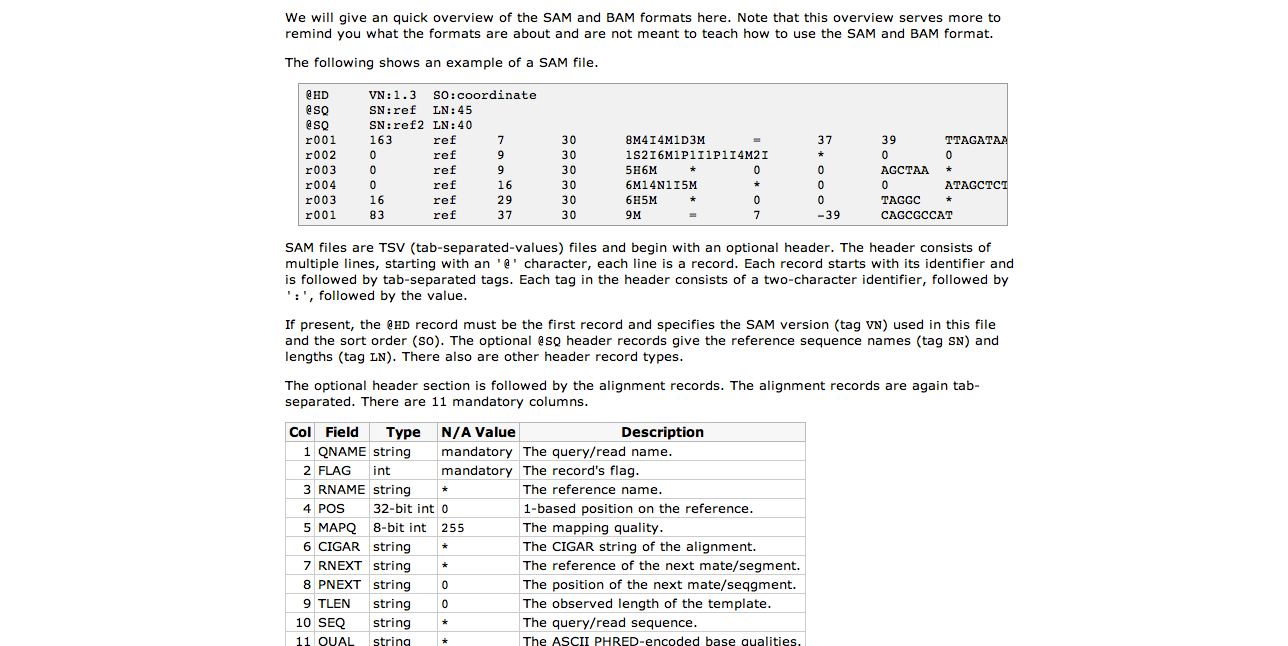 We will give an quick overview of the SAM and BAM formats here. Note that this overview serves more to
remind you what the formats are about and are not meant to teach how to use the SAM and BAM format.
The following shows an example of a SAM file.
@HD VN:1.3 SO:coordinate
@SQ SN:ref LN:45
@SQ SN:ref2 LN:40
r001 163 ref 7 30 8M4I4M1D3M = 37 39 TTAGATAA
r002 0 ref 9 30 1S2I6M1P1I1P1I4M2I * 0 0
r003 0 ref 9 30 5H6M * 0 0 AGCTAA *
r004 0 ref 16 30 6M14N1I5M * 0 0 ATAGCTCT
r003 16 ref 29 30 6H5M * 0 0 TAGGC *
r001 83 ref 37 30 9M = 7 -39 CAGCGCCAT
SAM files are TSV (tab-separated-values) files and begin with an optional header. The header consists of
multiple lines, starting with an '@' character, each line is a record. Each record starts with its identifier and
is followed by tab-separated tags. Each tag in the header consists of a two-character identifier, followed by
':', followed by the value.
If present, the @HD record must be the first record and specifies the SAM version (tag VN) used in this file
and the sort order (SO). The optional @SQ header records give the reference sequence names (tag SN) and
lengths (tag LN). There also are other header record types.
The optional header section is followed by the alignment records. The alignment records are again tab-
separated. There are 11 mandatory columns.
Col Field Type N/A Value Description
1 QNAME string mandatory The query/read name.
2 FLAG int mandatory The record's flag.
3 RNAME string * The reference name.
4 POS 32-bit int 0 1-based position on the reference.
5 MAPQ 8-bit int 255 The mapping quality.
6 CIGAR string * The CIGAR string of the alignment.
7 RNEXT string * The reference of the next mate/segment.
8 PNEXT string 0 The position of the next mate/seqgment.
9 TLEN string 0 The observed length of the template.
10 SEQ string * The query/read sequence.
11 QUAL string * The ASCII PHRED-encoded base qualities.